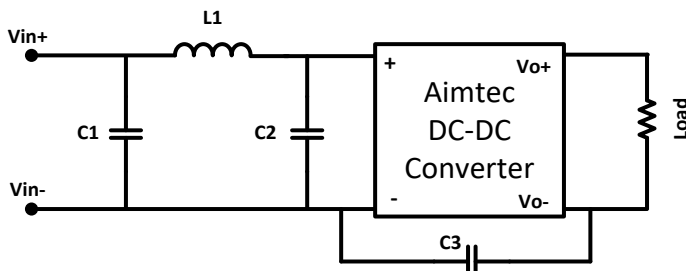 L1
Vin+
C1
C2
+
Vo+
Aimtec
DC-DC
Converter
Load
Vin-
-
Vo-
C3